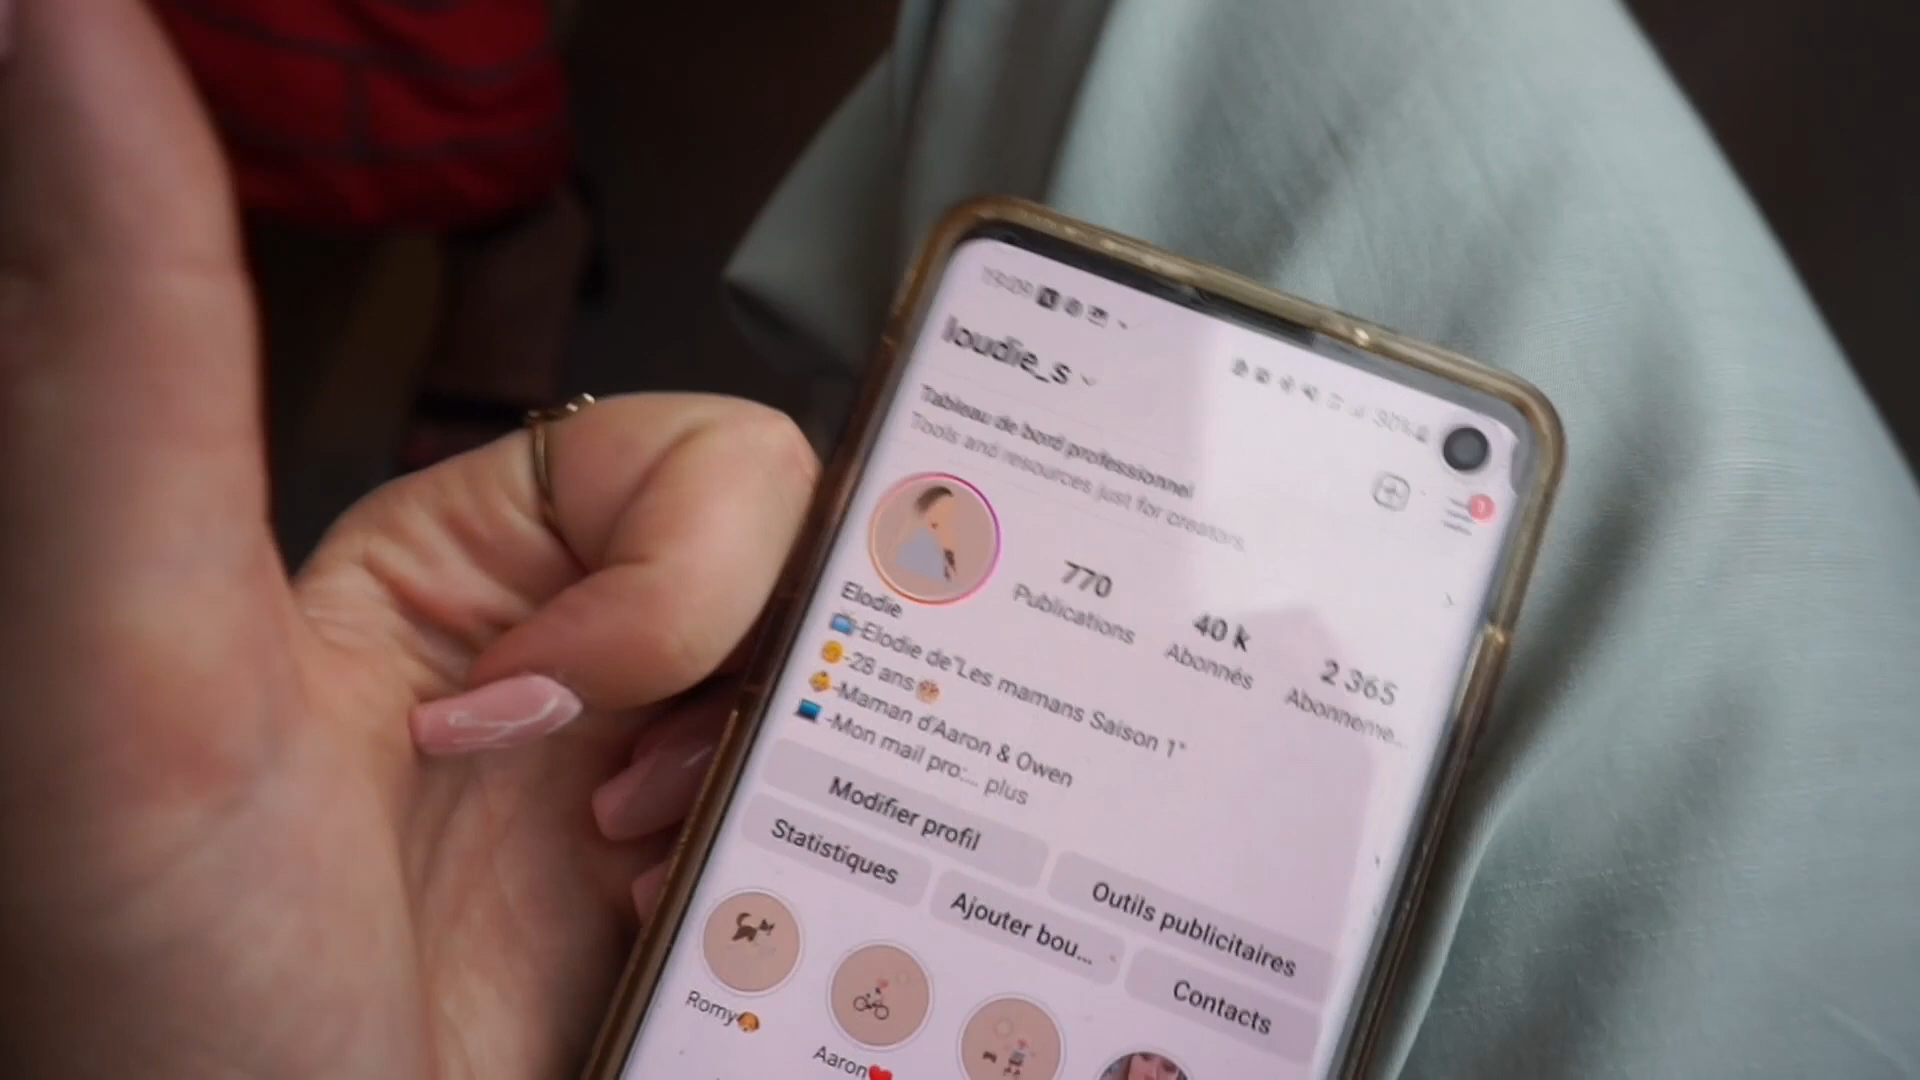 loudie_s
Tableau de bord professionnel
Tools and resources just for creators.
770
Publications
40 k
Abonnés
2 365
Abonneme...
Elodie
-Elodie de"Les mamans Saison 1"
-28 ans
-Maman d'Aaron & Owen
-Mon mail pro:... plus
Modifier profil
Outils publicitaires
Statistiques
Ajouter bou...
Contacts
Romy
Aaron